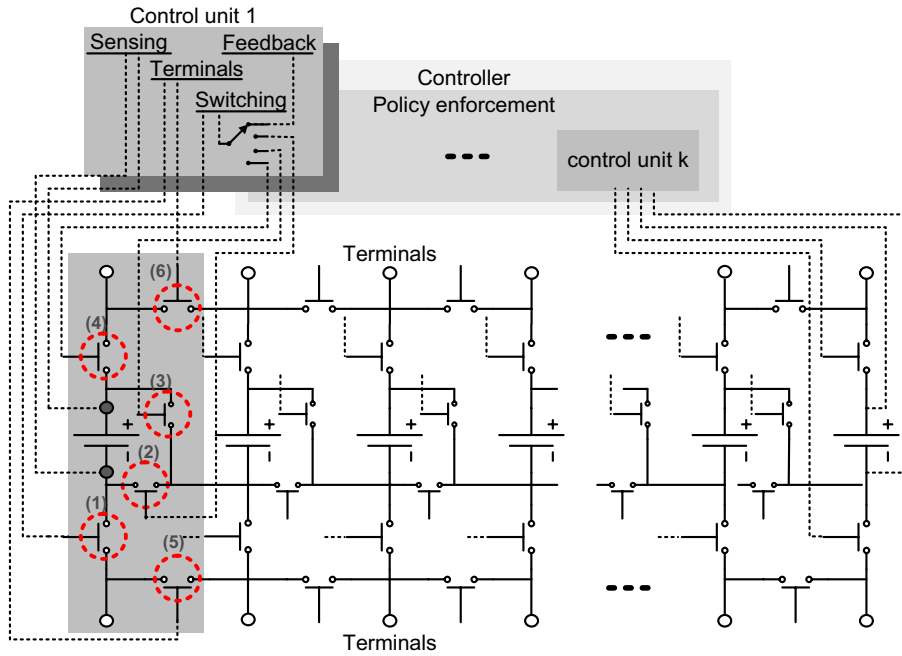 Control unit 1
Sensing
Feedback
Terminals
Switching
Controller
Policy enforcement
control unit k
Terminals
(6)
(4)
(3)
+ + + + + +
(2)
(1)
(5)
Terminals